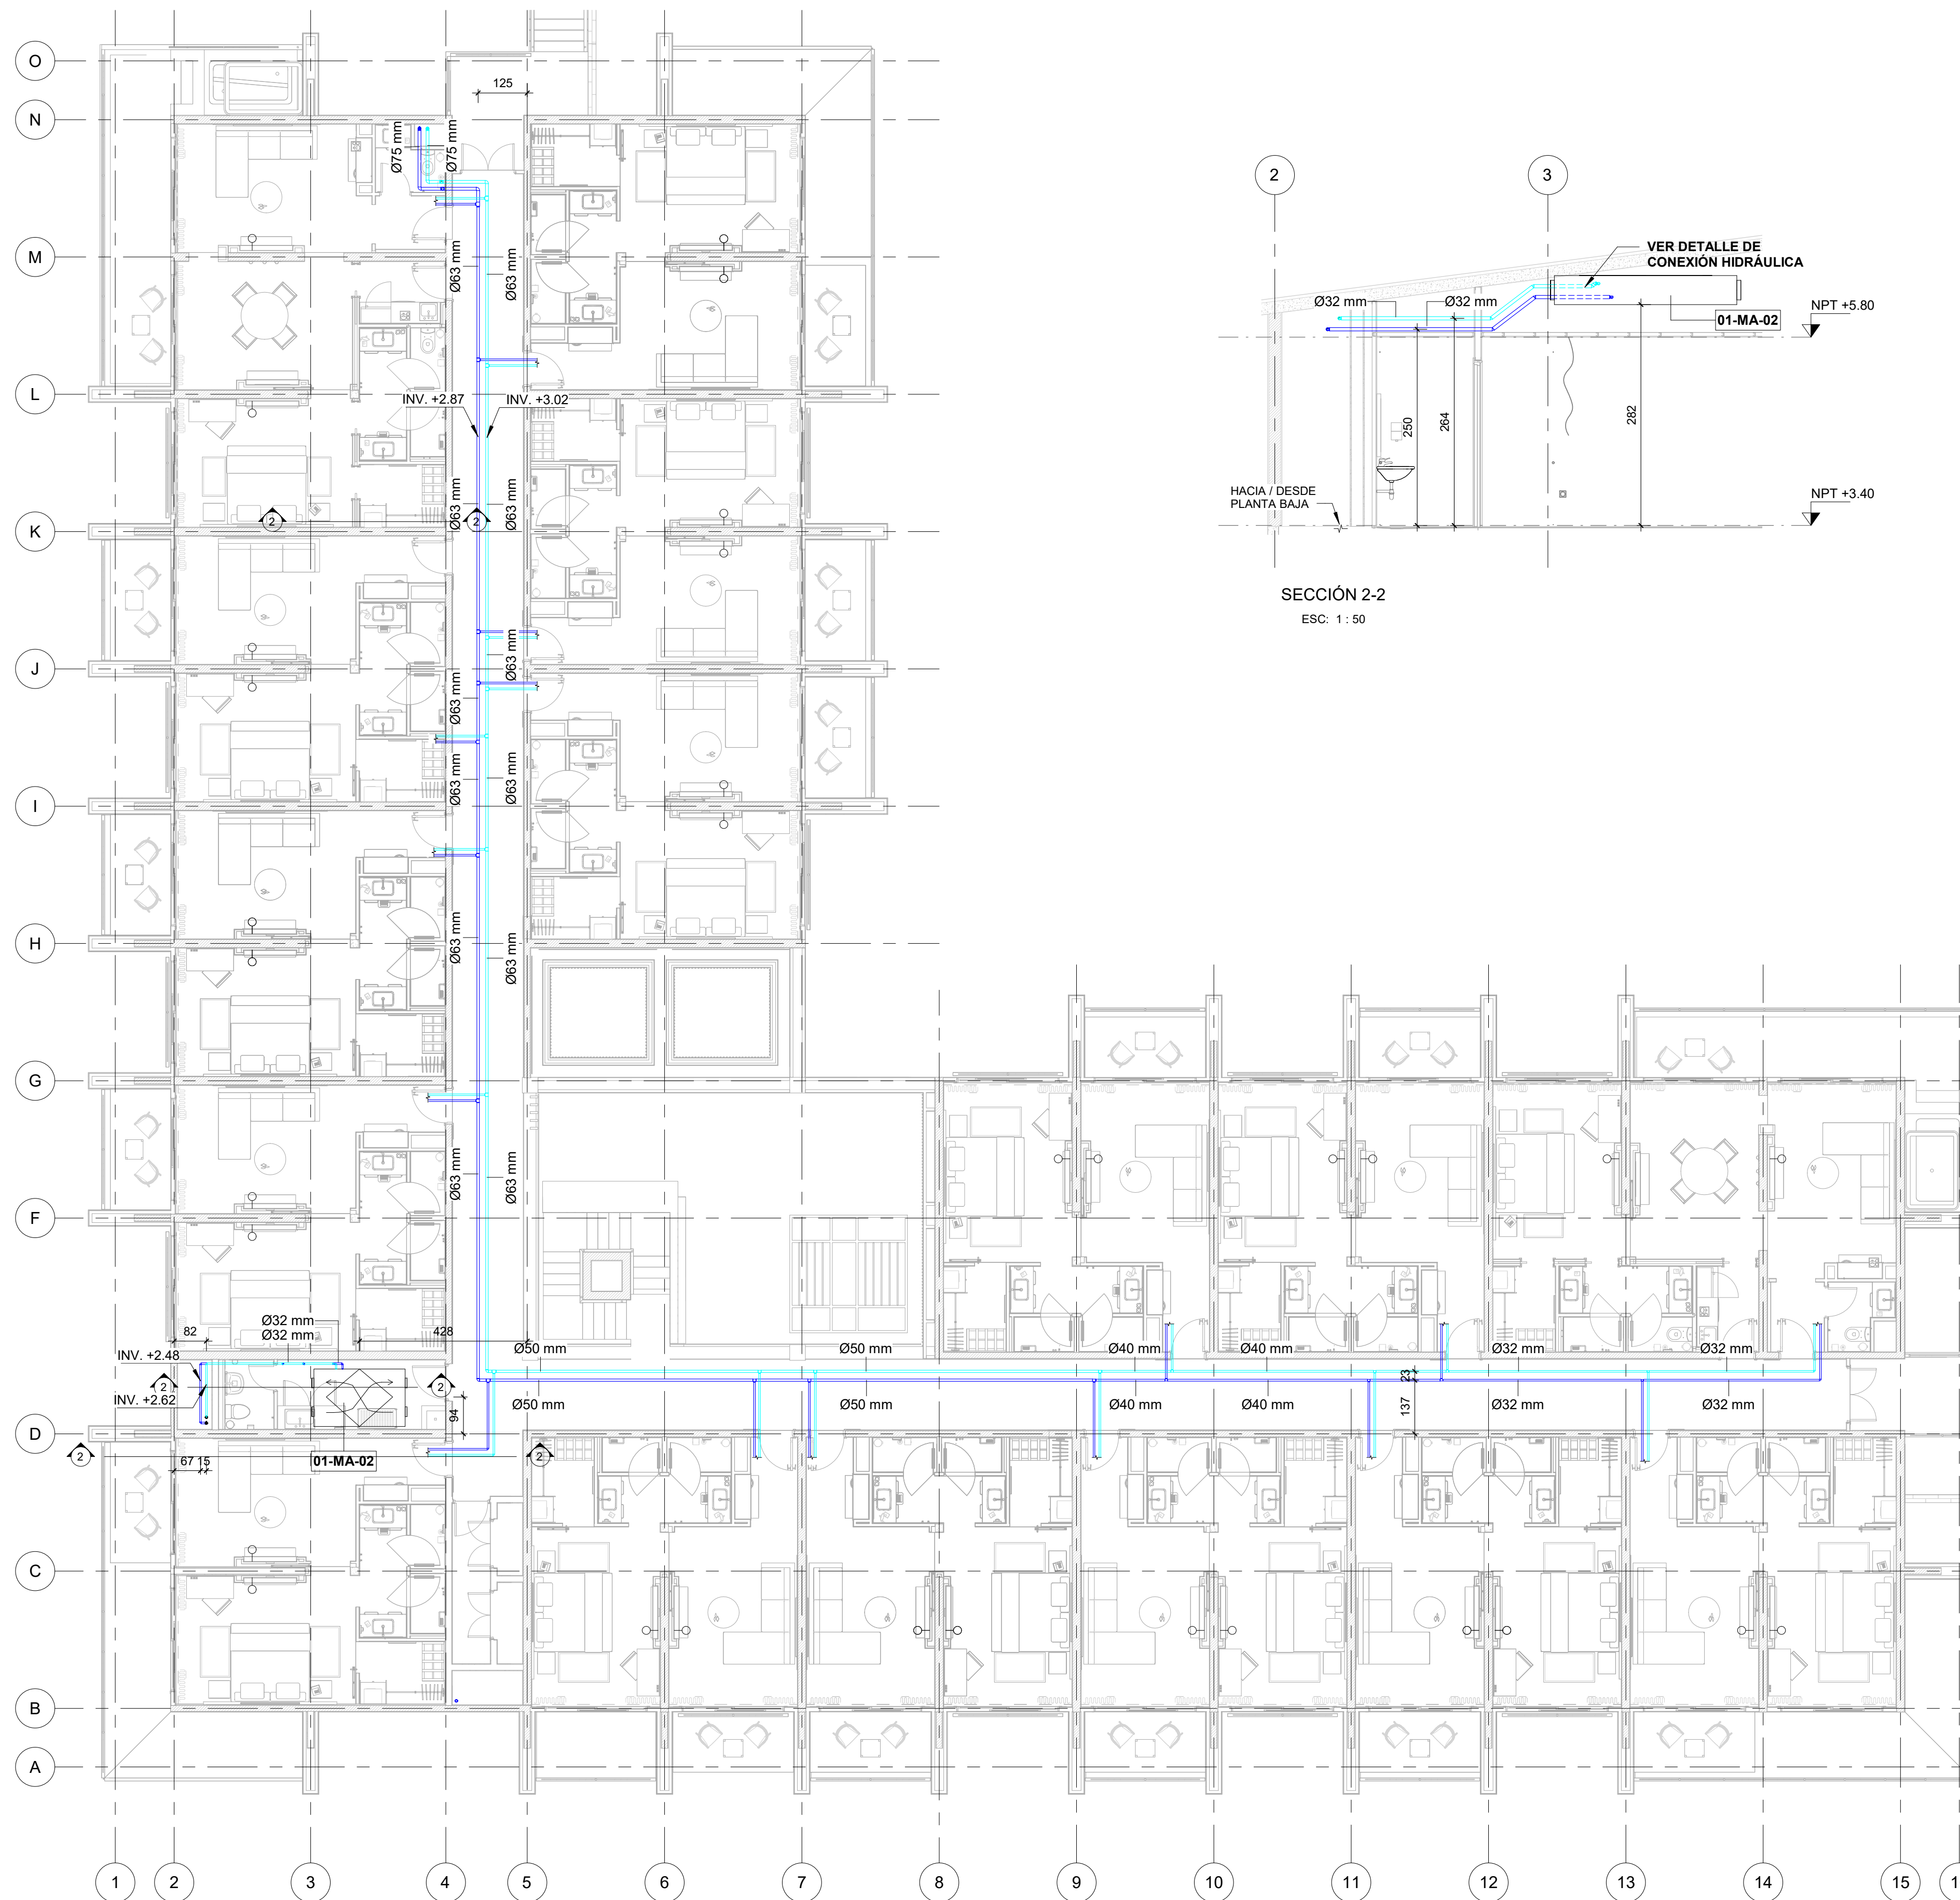 O
N
M
L
K
J
I
H
G
F
D
C
B
A
125
Ø75 mm
Ø75 mm
Ø63 mm
Ø63 mm
INV. +2.87
INV. +3.02
Ø63 mm
Ø63 mm
2
2
Ø63 mm
Ø63 mm
Ø63 mm
Ø63 mm
Ø63 mm
Ø63 mm
Ø63 mm
Ø63 mm
82
Ø32 mm
Ø32 mm
428
INV. +2.48
INV. +2.62
2
2
94
67
15
01-MA-02
2
2
Ø50 mm
Ø50 mm
Ø40 mm
Ø40 mm
Ø32 mm
Ø32 mm
23
137
Ø50 mm
Ø50 mm
Ø40 mm
Ø40 mm
Ø32 mm
Ø32 mm
1
2
3
4
5
6
7
8
9
10
11
12
13
14
15
2
3
VER DETALLE DE
CONEXIÓN HIDRÁULICA
Ø32 mm
Ø32 mm
01-MA-02
NPT +5.80
250
264
282
HACIA / DESDE
PLANTA BAJA
NPT +3.40
SECCIÓN 2-2
ESC: 1 : 50